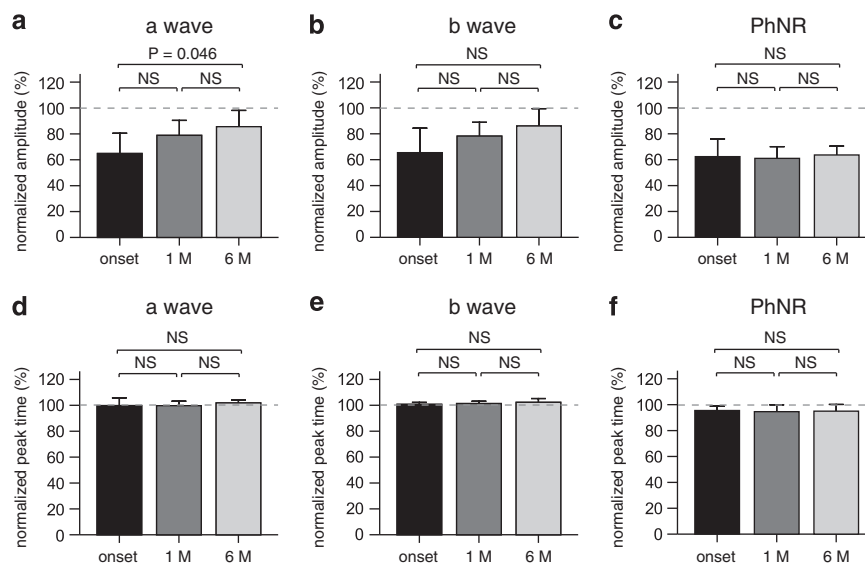 a
a wave
P = 0.046
NS
NS
normalized amplitude (%)
120
100
80
60
40
20
0
onset
1 M
6 M
b
b wave
NS
NS
NS
normalized amplitude (%)
120
100
80
60
40
20
0
onset
1 M
6 M
c
PhNR
NS
NS
NS
normalized amplitude (%)
120
100
80
60
40
20
0
onset
1 M
6 M
d
a wave
NS
NS
NS
normalized peak time (%)
120
100
80
60
40
20
0
onset
1 M
6 M
e
b wave
NS
NS
NS
normalized peak time (%)
120
100
80
60
40
20
0
onset
1 M
6 M
f
PhNR
NS
NS
NS
normalized peak time (%)
120
100
80
60
40
20
0
onset
1 M
6 M